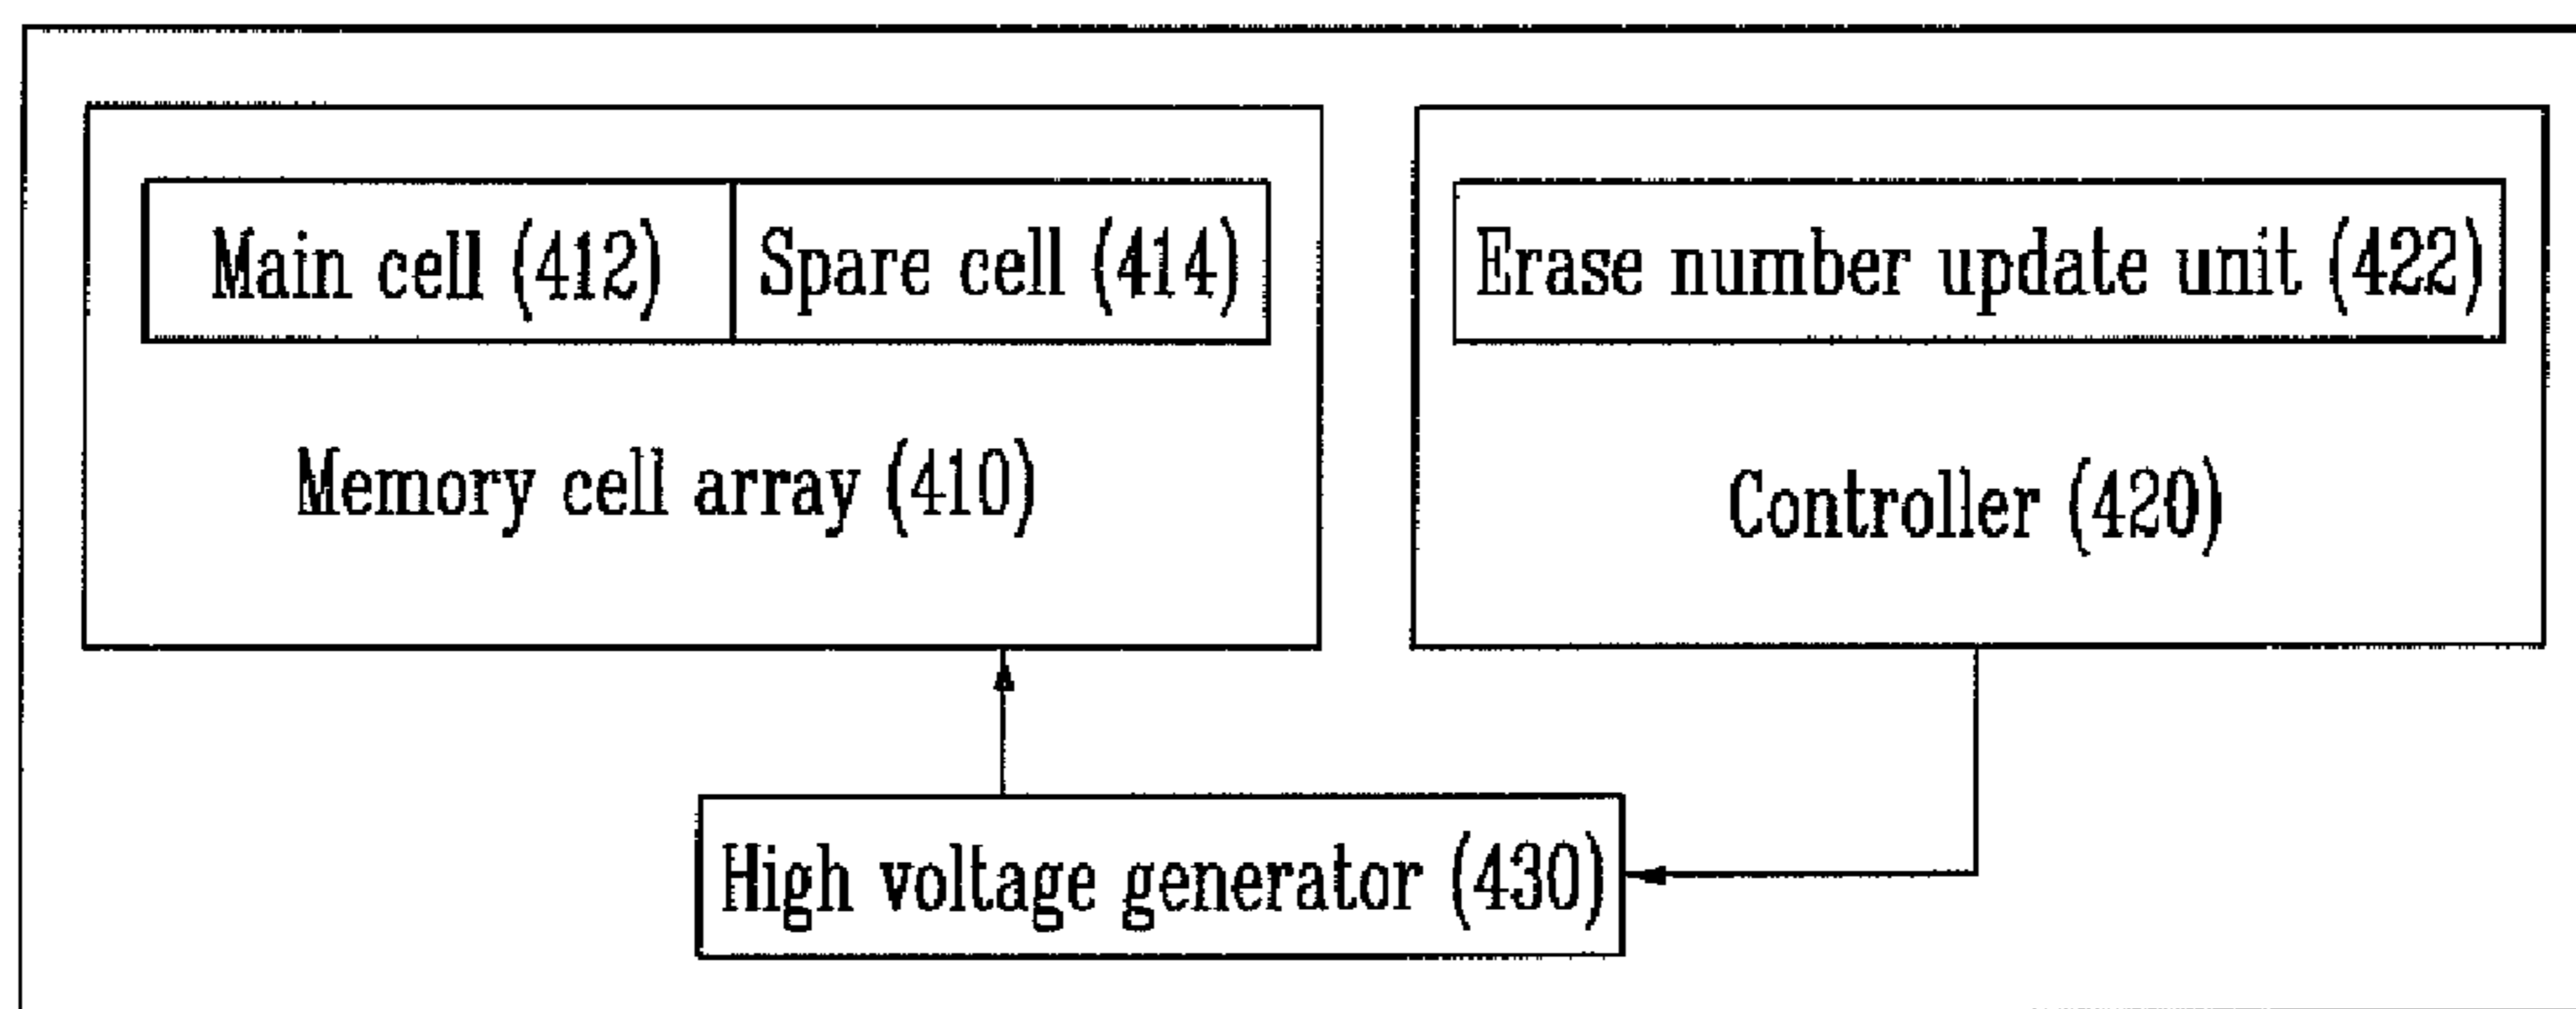 Main cell (412)
Spare cell (414)
Memory cell array (410)
Erase number update unit (422)
Controller (420)
High voltage generator (430)